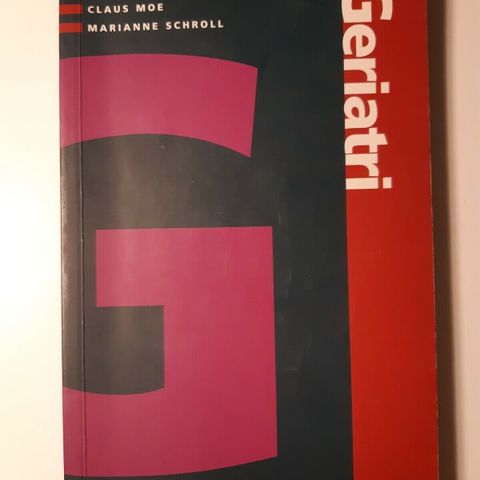 CLAUS MOE
MARIANNE SCHROLL
Geriatri
G